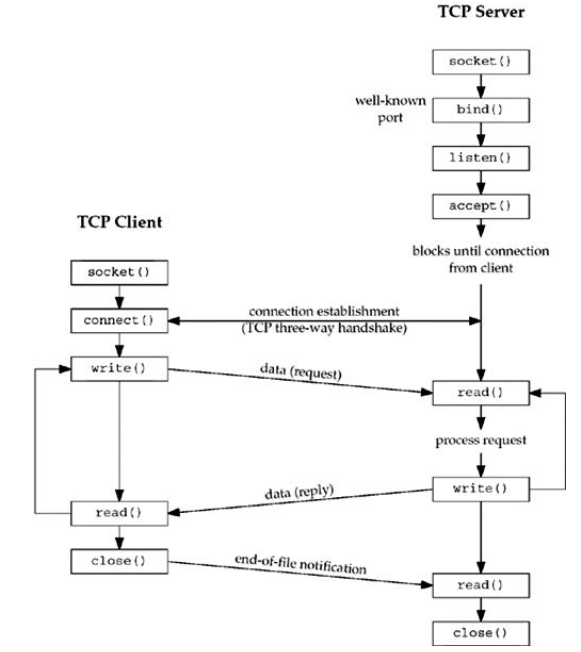 TCP Server
socket()
well-known
port
bind()
listen()
accept()
blocks until connection
from client
TCP Client
socket()
connect()
connection establishment
(TCP three-way handshake)
write()
data (request)
read()
process request
write()
data (reply)
read()
close()
end-of-file notification
read()
close()